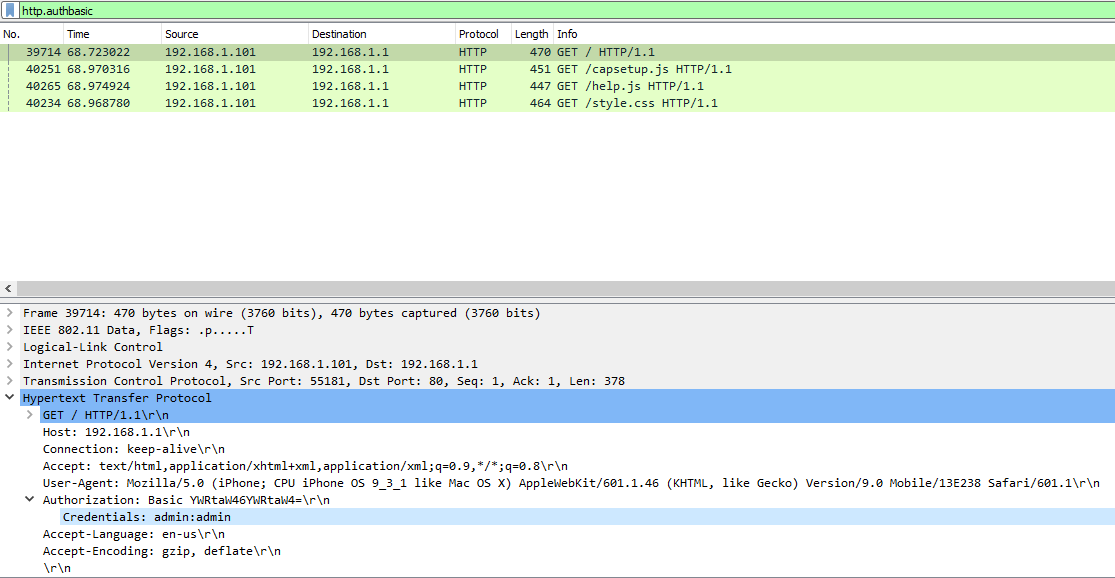 http.authbasic
No. Time Source Destination Protocol Length Info
39714 68.723022 192.168.1.101 192.168.1.1 HTTP 470 GET / HTTP/1.1
40251 68.970316 192.168.1.101 192.168.1.1 HTTP 451 GET /capsetup.js HTTP/1.1
40265 68.974924 192.168.1.101 192.168.1.1 HTTP 447 GET /help.js HTTP/1.1
40234 68.968780 192.168.1.101 192.168.1.1 HTTP 464 GET /style.css HTTP/1.1
Frame 39714: 470 bytes on wire (3760 bits), 470 bytes captured (3760 bits)
IEEE 802.11 Data, Flags: .p.....T
Logical-Link Control
Internet Protocol Version 4, Src: 192.168.1.101, Dst: 192.168.1.1
Transmission Control Protocol, Src Port: 55181, Dst Port: 80, Seq: 1, Ack: 1, Len: 378
Hypertext Transfer Protocol
GET / HTTP/1.1\r\n
Host: 192.168.1.1\r\n
Connection: keep-alive\r\n
Accept: text/html,application/xhtml+xml,application/xml;q=0.9,*/*;q=0.8\r\n
User-Agent: Mozilla/5.0 (iPhone; CPU iPhone OS 9_3_1 like Mac OS X) AppleWebKit/601.1.46 (KHTML, like Gecko) Version/9.0 Mobile/13E238 Safari/601.1\r\n
Authorization: Basic YWRtaW46YWRtaW4=\r\n
Credentials: admin:admin
Accept-Language: en-us\r\n
Accept-Encoding: gzip, deflate\r\n
\r\n